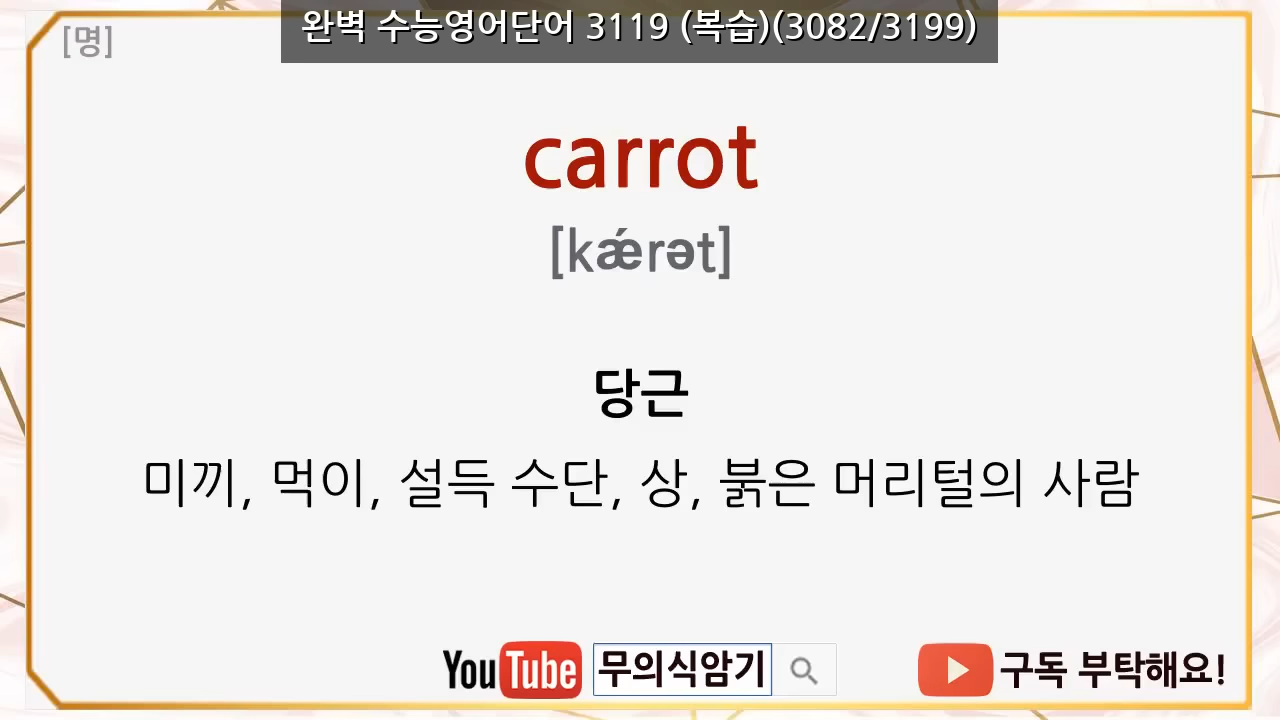 완벽 수능영어단어 3119 (복습)(3082/3199)
[명]
carrot
[kǽrət]
당근
미끼, 먹이, 설득 수단, 상, 붉은 머리털의 사람
YouTube 무의식암기 구독 부탁해요!